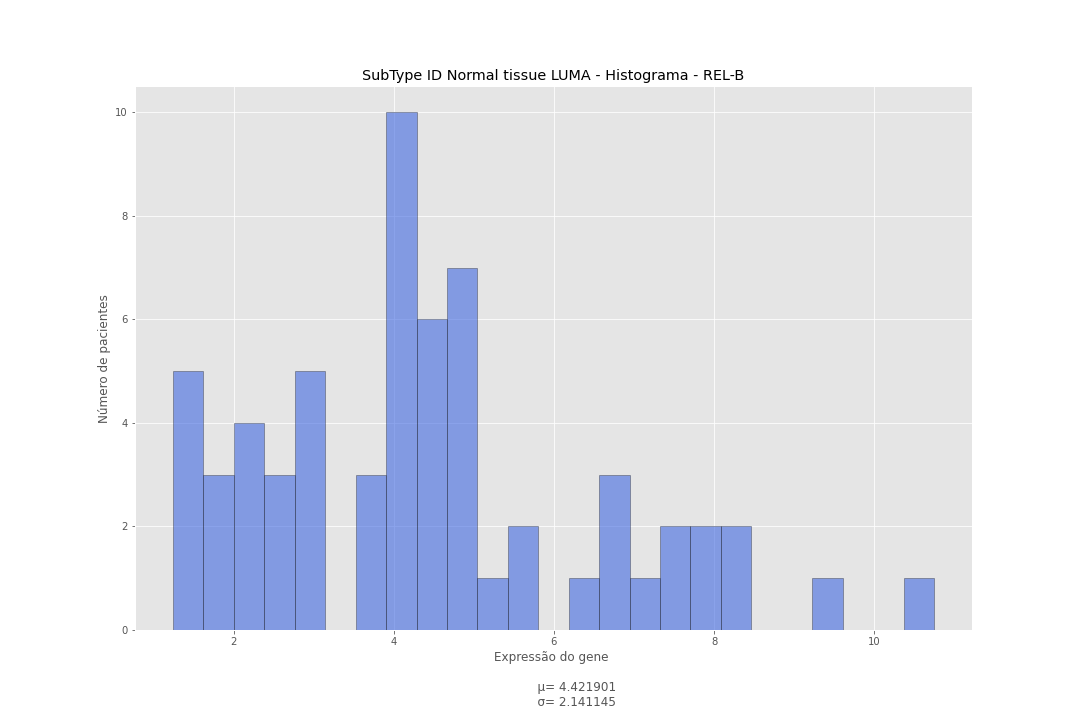 SubType ID Normal tissue LUMA - Histograma - REL-B
10
8
6
4
2
0
Número de pacientes
2 4 6 8 10
Expressão do gene
μ= 4.421901
σ= 2.141145